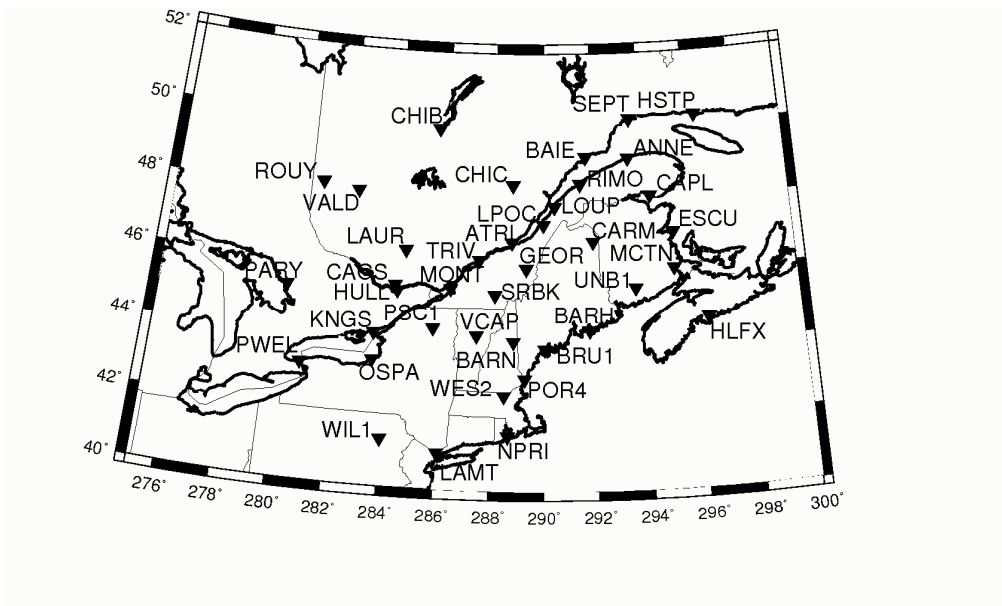 52°
50°
SEPT HSTP
CHIB
48°
BAIE ANNE
ROUY CHIC RIMO CAPL
VALD LPOC LOUP
46°
LAUR ATRI CARM ESCU
TRIV GEOR MCTN
PARY CAGS MONT
HULL SRBK UNB1
44°
KNGS PSC1 VCAP BARH HLFX
PWEL BARN BRU1
OSPA
42°
WES2 POR4
WIL1
40°
NPRI
LAMT
276° 278° 280° 282° 284° 286° 288° 290° 292° 294° 296° 298° 300°